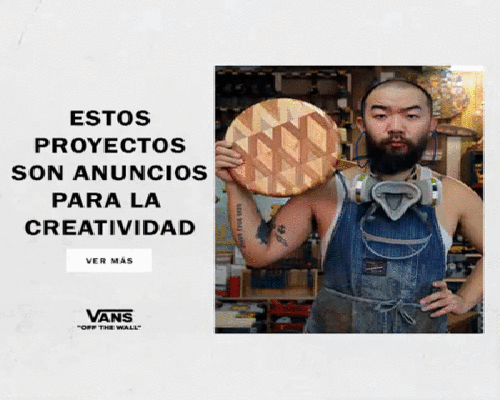 ESTOS
PROYECTOS
SON ANUNCIOS
PARA LA
CREATIVIDAD
VER MÁS
VANS
"OFF THE WALL"